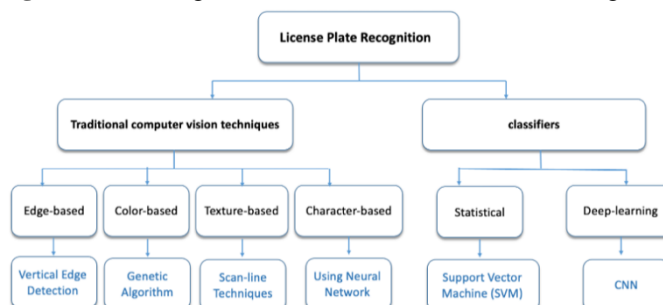 License Plate Recognition
Traditional computer vision techniques
classifiers
Edge-based
Color-based
Texture-based
Character-based
Statistical
Deep-learning
Vertical Edge
Detection
Genetic
Algorithm
Scan-line
Techniques
Using Neural
Network
Support Vector
Machine (SVM)
CNN